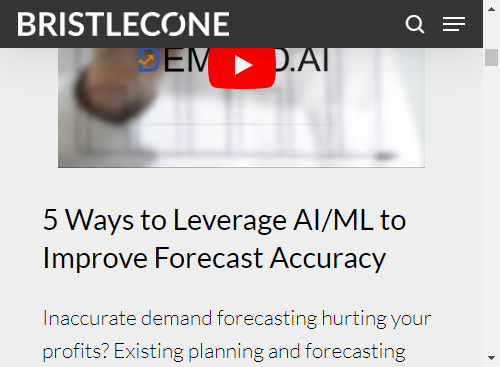 BRISTLECONE
5 Ways to Leverage AI/ML to
Improve Forecast Accuracy
Inaccurate demand forecasting hurting your
profits? Existing planning and forecasting